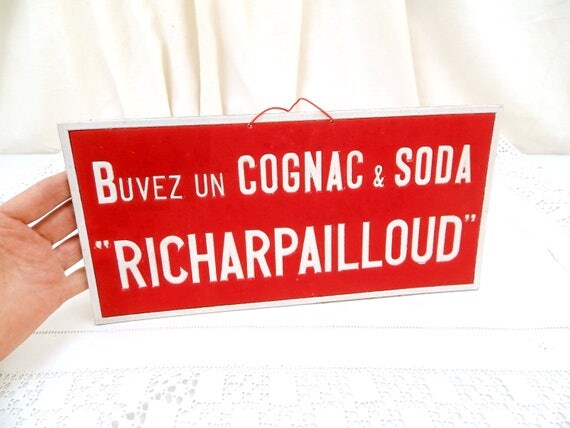 BUVEZ UN COGNAC & SODA
"RICHARPAILLOUD"